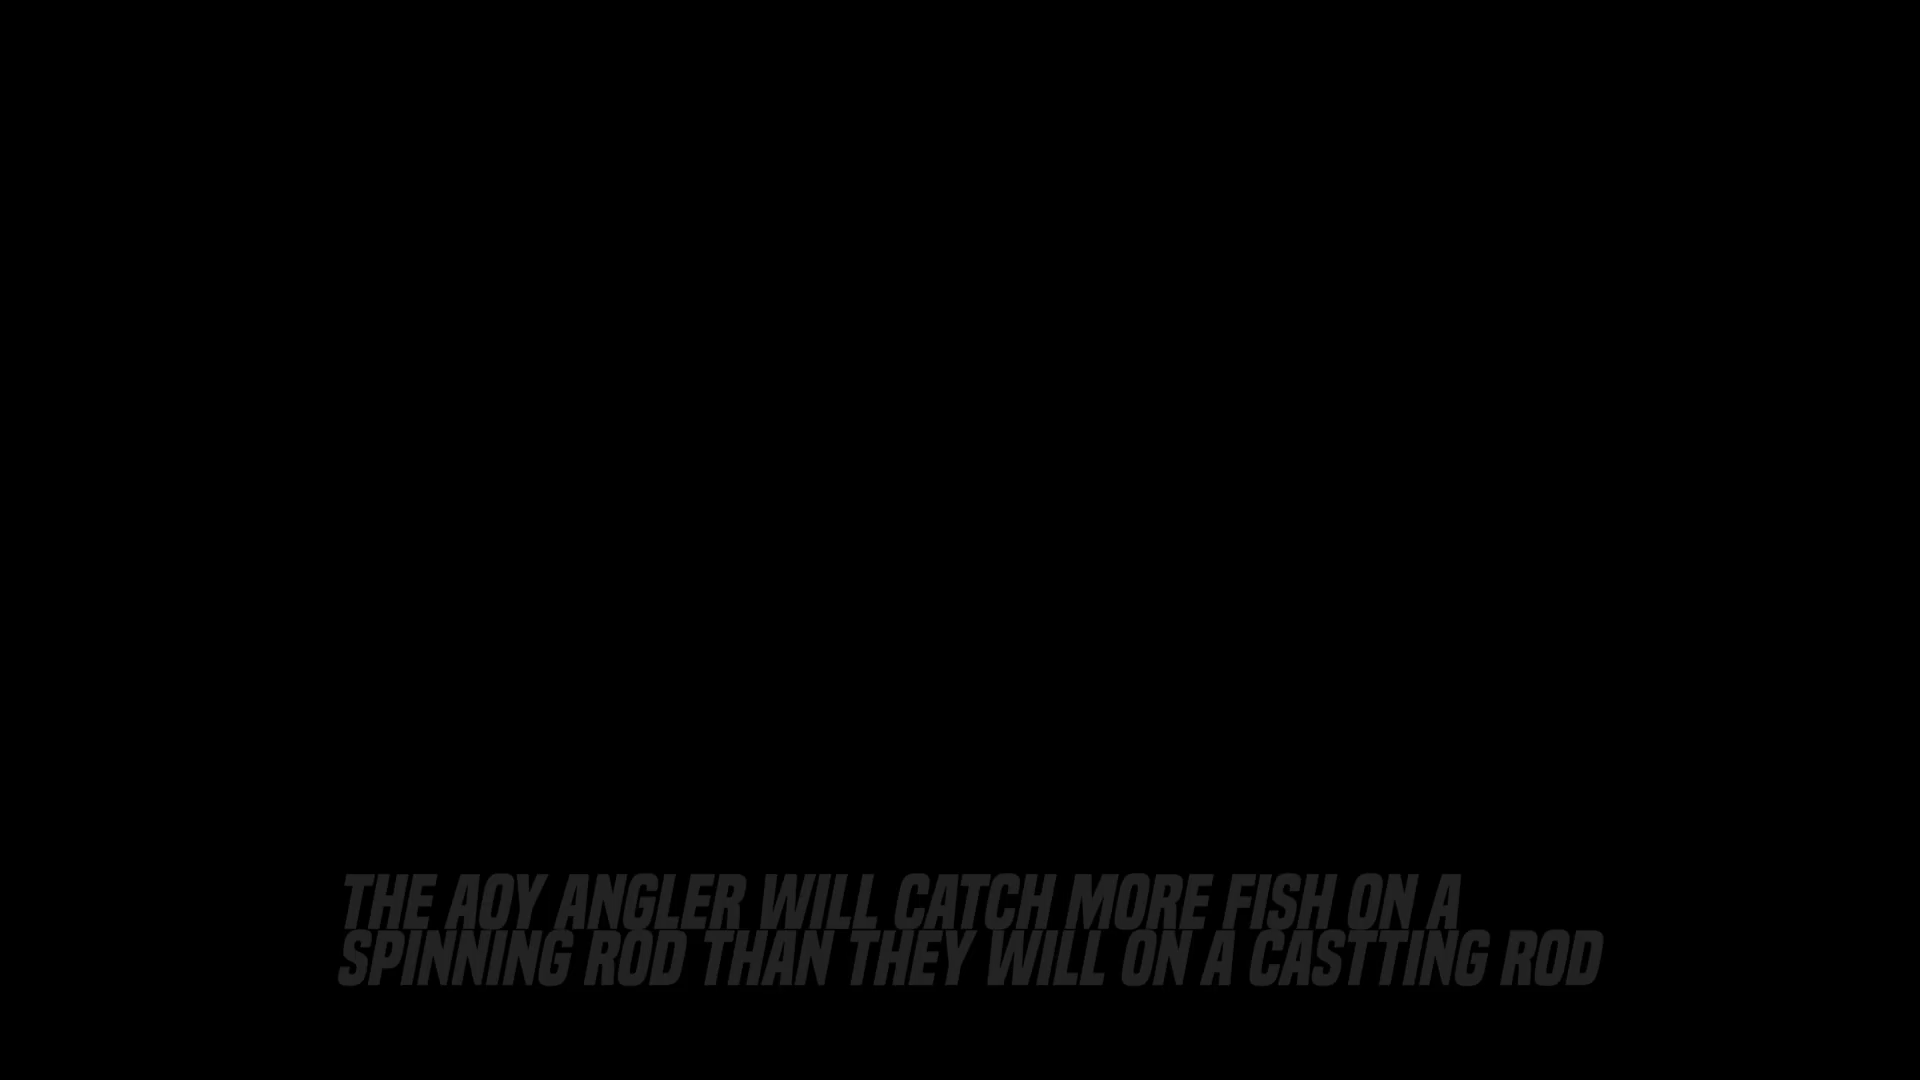 THE AOY ANGLER WILL CATCH MORE FISH ON A
SPINNING ROD THAN THEY WILL ON A CASTTING ROD